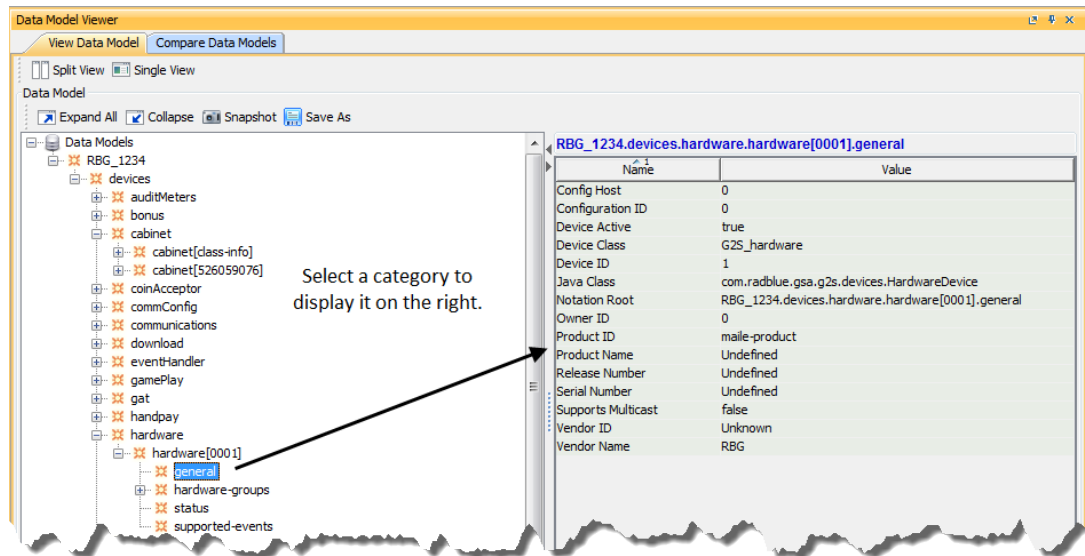 Data Model Viewer
View Data Model Compare Data Models
Split View Single View
Data Model
Expand All Collapse Snapshot Save As
Data Models
RBG_1234
devices
auditMeters
bonus
cabinet
cabinet[class-info]
cabinet[526059076]
coinAcceptor
commConfig
communications
download
eventHandler
gamePlay
gat
handpay
hardware
hardware[0001]
general
hardware-groups
status
supported-events
Select a category to
display it on the right.
RBG_1234.devices.hardware.hardware[0001].general
Name 1 Value
Config Host 0
Configuration ID 0
Device Active true
Device Class G2S_hardware
Device ID 1
Java Class com.radblue.gsa.g2s.devices.HardwareDevice
Notation Root RBG_1234.devices.hardware.hardware[0001].general
Owner ID 0
Product ID maile-product
Product Name Undefined
Release Number Undefined
Serial Number Undefined
Supports Multicast false
Vendor ID Unknown
Vendor Name RBG